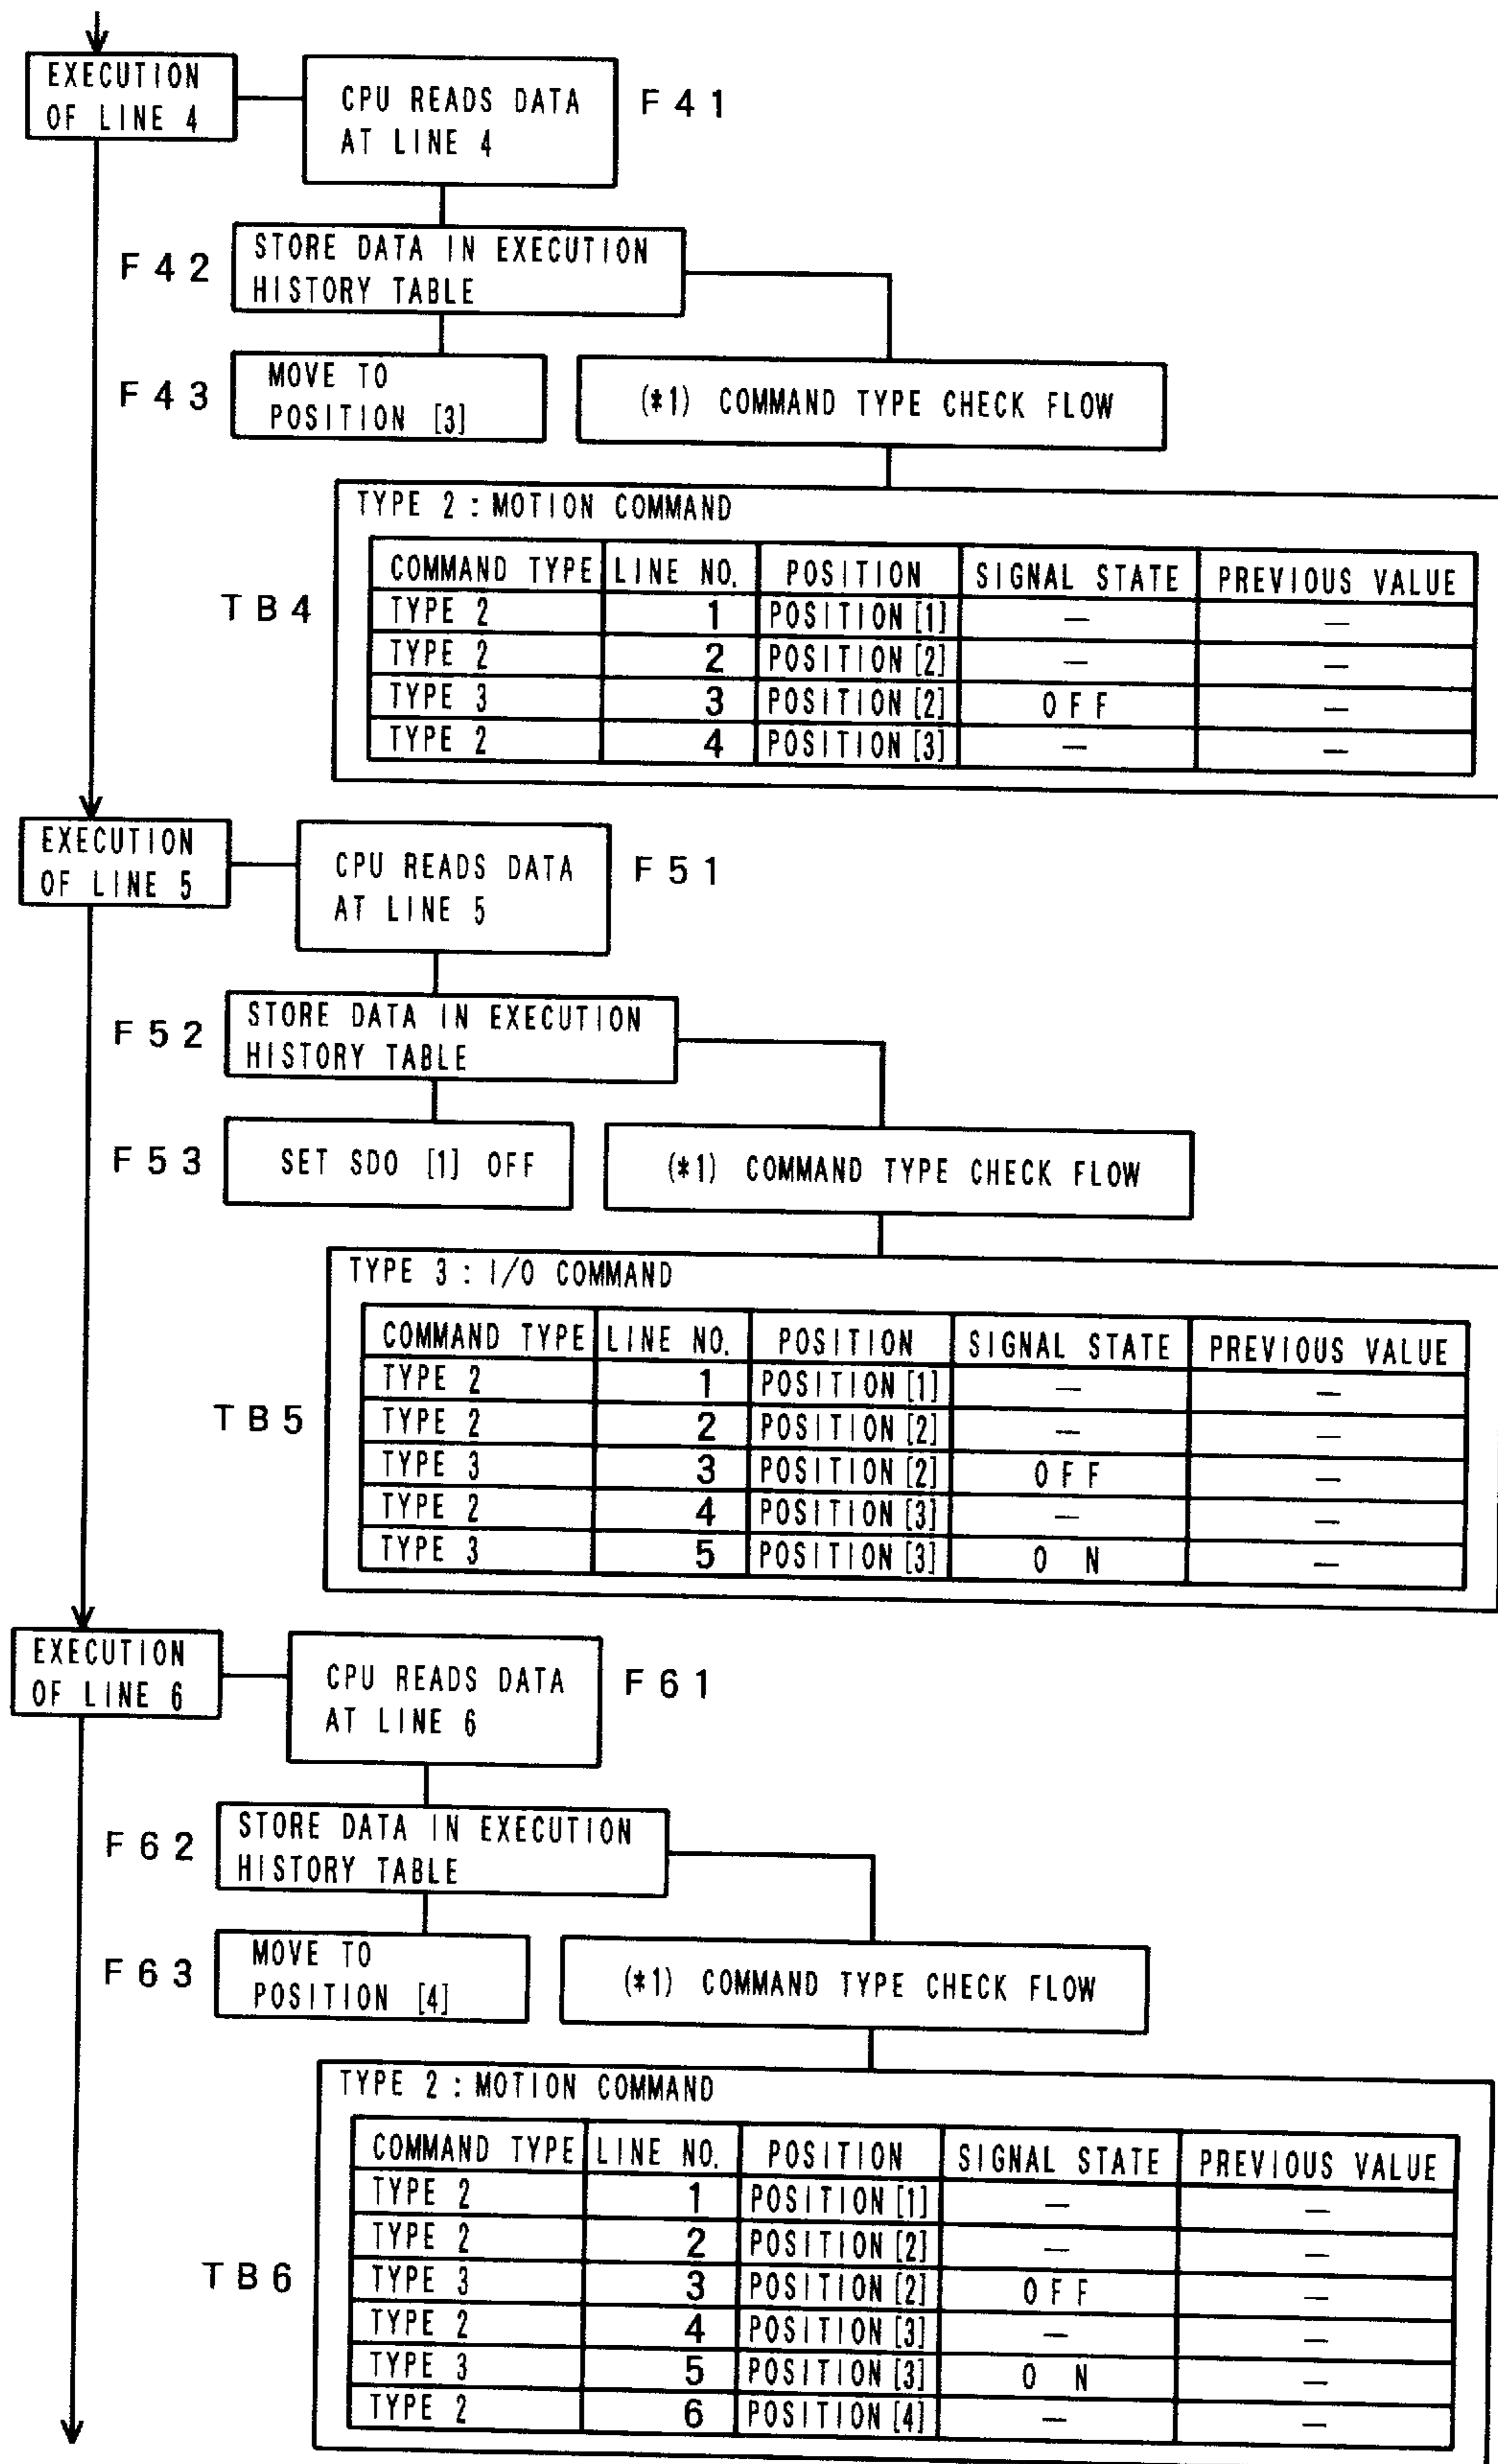 EXECUTION
OF LINE 4
CPU READS DATA
AT LINE 4
F41
F42
STORE DATA IN EXECUTION
HISTORY TABLE
F43
MOVE TO
POSITION [3]
(*1) COMMAND TYPE CHECK FLOW
TB4
TYPE 2 : MOTION COMMAND
COMMAND TYPE LINE NO. POSITION SIGNAL STATE PREVIOUS VALUE
TYPE 2 1 POSITION [1] — —
TYPE 2 2 POSITION [2] — —
TYPE 3 3 POSITION [2] OFF —
TYPE 2 4 POSITION [3] — —
EXECUTION
OF LINE 5
CPU READS DATA
AT LINE 5
F51
F52
STORE DATA IN EXECUTION
HISTORY TABLE
F53
SET SDO [1] OFF
(*1) COMMAND TYPE CHECK FLOW
TB5
TYPE 3 : I/O COMMAND
COMMAND TYPE LINE NO. POSITION SIGNAL STATE PREVIOUS VALUE
TYPE 2 1 POSITION [1] — —
TYPE 2 2 POSITION [2] — —
TYPE 3 3 POSITION [2] OFF —
TYPE 2 4 POSITION [3] — —
TYPE 3 5 POSITION [3] ON —
EXECUTION
OF LINE 6
CPU READS DATA
AT LINE 6
F61
F62
STORE DATA IN EXECUTION
HISTORY TABLE
F63
MOVE TO
POSITION [4]
(*1) COMMAND TYPE CHECK FLOW
TB6
TYPE 2 : MOTION COMMAND
COMMAND TYPE LINE NO. POSITION SIGNAL STATE PREVIOUS VALUE
TYPE 2 1 POSITION [1] — —
TYPE 2 2 POSITION [2] — —
TYPE 3 3 POSITION [2] OFF —
TYPE 2 4 POSITION [3] — —
TYPE 3 5 POSITION [3] ON —
TYPE 2 6 POSITION [4] — —